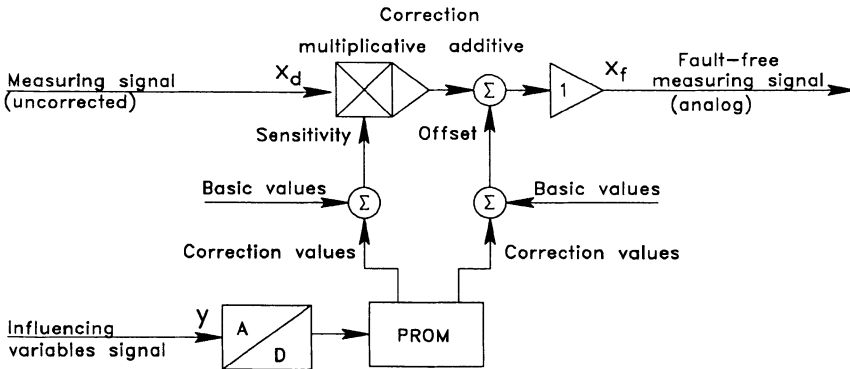 Correction
multiplicative additive
Measuring signal
(uncorrected)
X_d
X_f
Fault-free
measuring signal
(analog)
1
Σ
Sensitivity
Offset
Basic values
Σ
Σ
Basic values
Correction values
Correction values
Influencing
variables signal
y
A
D
PROM